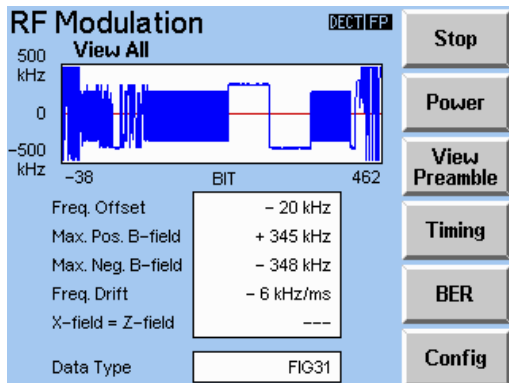 RF Modulation
DECT FP
View All
500
kHz
0
−500
kHz
−38 BIT 462
Freq. Offset − 20 kHz
Max. Pos. B−field + 345 kHz
Max. Neg. B−field − 348 kHz
Freq. Drift − 6 kHz/ms
X−field = Z−field −−−
Data Type FIG31
Stop
Power
View
Preamble
Timing
BER
Config